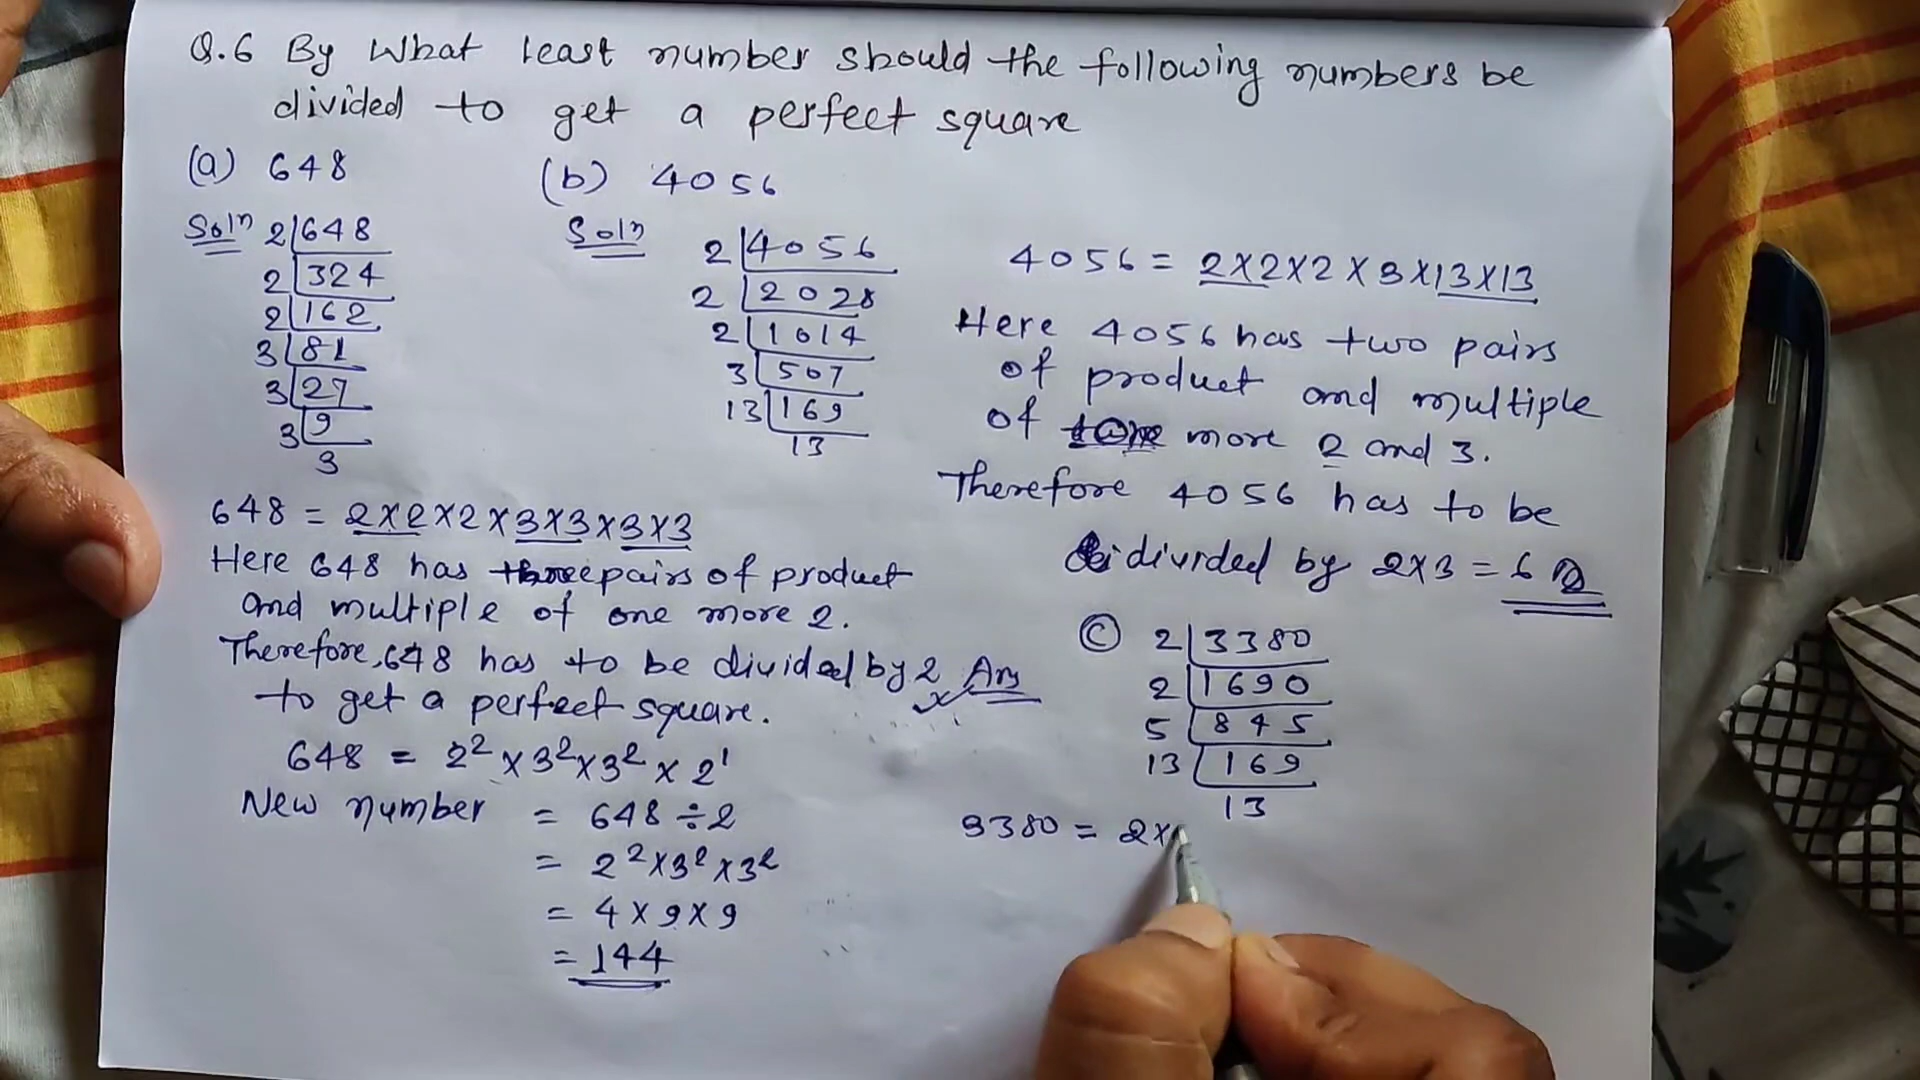 Q.6 By What least number should the following numbers be
divided to get a perfect square
(a) 648
(b) 4056
Soln 2 648
2 324
2 162
3 81
3 27
3 9
3
648 = 2×2×2×3×3×3×3
Here 648 has three pairs of product
and multiple of one more 2.
Therefore, 648 has to be divided by 2 Ans
to get a perfect square.
648 = 2² × 3² × 3² × 2¹
New number = 648 ÷ 2
= 2² × 3² × 3²
= 4 × 9 × 9
= 144
Soln 2 4056
2 2028
2 1014
3 507
13 169
13
4056 = 2×2×2×3×13×13
Here 4056 has two pairs
of product and multiple
of more 2 and 3.
Therefore 4056 has to be
divided by 2×3 = 6
(C) 2 3380
2 1690
5 845
13 169
13
3380 = 2×